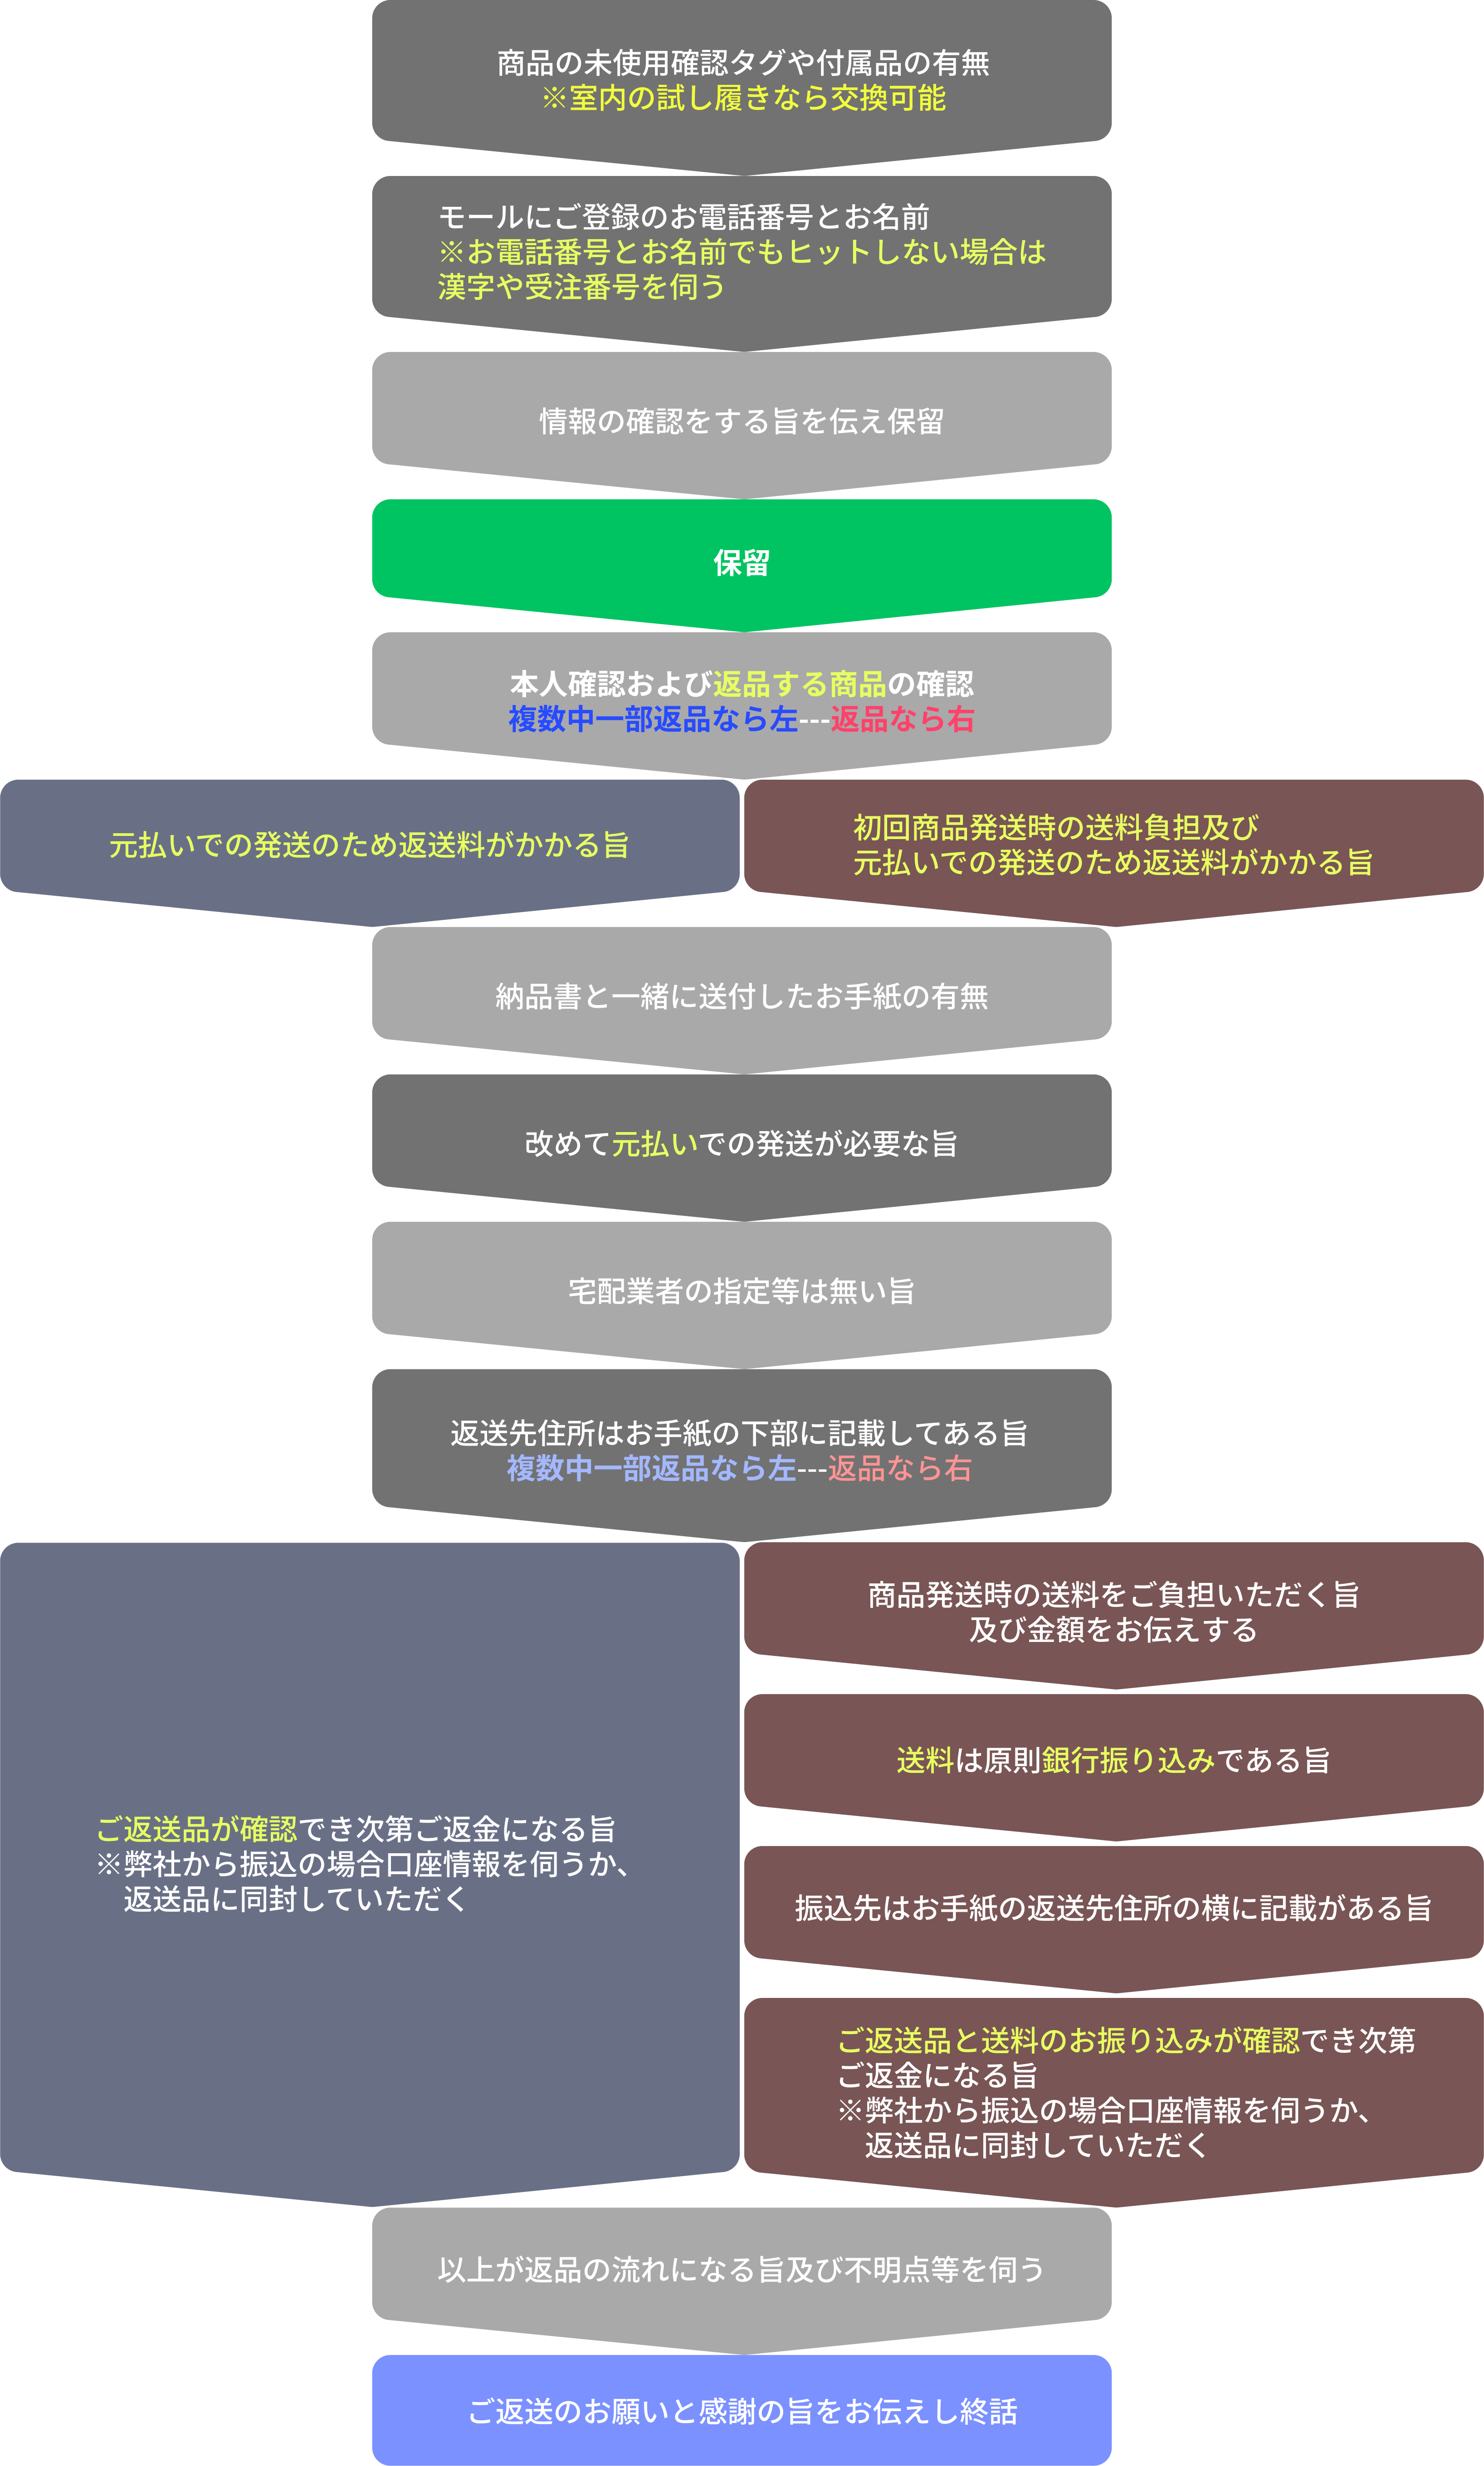 商品の未使用確認タグや付属品の有無
※室内の試し履きなら交換可能
モールにご登録のお電話番号とお名前
※お電話番号とお名前でもヒットしない場合は
漢字や受注番号を伺う
情報の確認をする旨を伝え保留
保留
本人確認および返品する商品の確認
複数中一部返品なら左---返品なら右
元払いでの発送のため返送料がかかる旨
初回商品発送時の送料負担及び
元払いでの発送のため返送料がかかる旨
納品書と一緒に送付したお手紙の有無
改めて元払いでの発送が必要な旨
宅配業者の指定等は無い旨
返送先住所はお手紙の下部に記載してある旨
複数中一部返品なら左---返品なら右
ご返送品が確認でき次第ご返金になる旨
※弊社から振込の場合口座情報を伺うか、
返送品に同封していただく
商品発送時の送料をご負担いただく旨
及び金額をお伝えする
送料は原則銀行振り込みである旨
振込先はお手紙の返送先住所の横に記載がある旨
ご返送品と送料のお振り込みが確認でき次第
ご返金になる旨
※弊社から振込の場合口座情報を伺うか、
返送品に同封していただく
以上が返品の流れになる旨及び不明点等を伺う
ご返送のお願いと感謝の旨をお伝えし終話